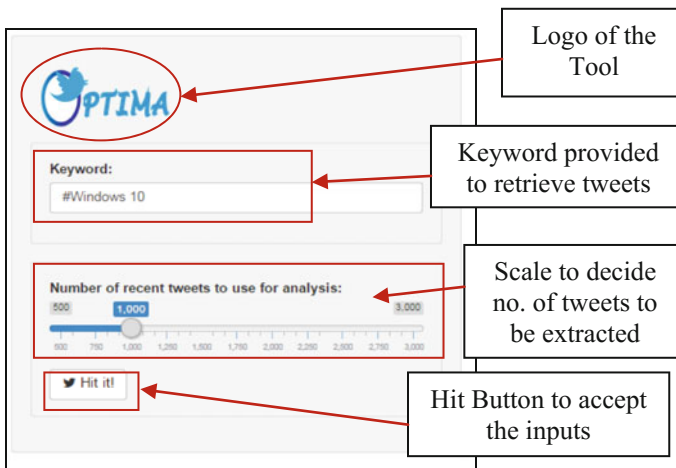 OPTIMA
Logo of the
Tool
Keyword:
#Windows 10
Keyword provided
to retrieve tweets
Number of recent tweets to use for analysis:
500 1,000 3,000
500 750 1,000 1,250 1,500 1,750 2,000 2,250 2,500 2,750 3,000
Scale to decide
no. of tweets to
be extracted
Hit it!
Hit Button to accept
the inputs